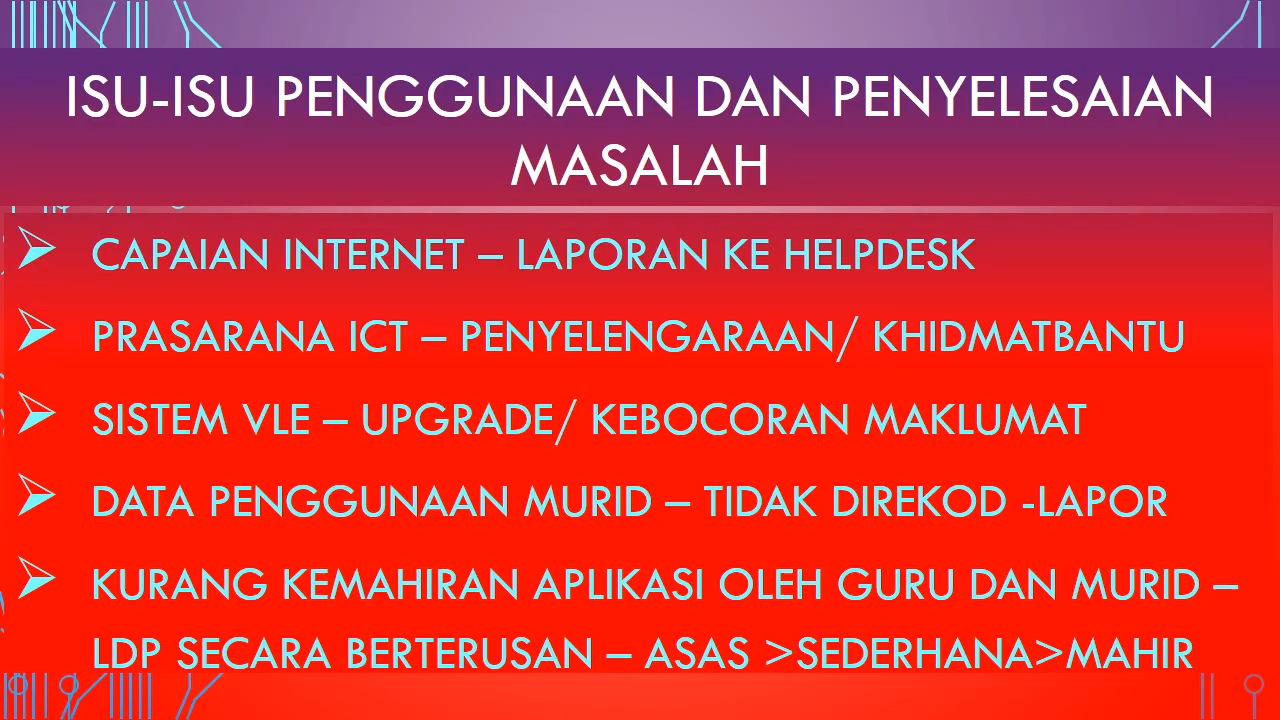 ISU-ISU PENGGUNAAN DAN PENYELESAIAN
MASALAH
CAPAIAN INTERNET – LAPORAN KE HELPDESK
PRASARANA ICT – PENYELENGARAAN/ KHIDMATBANTU
SISTEM VLE – UPGRADE/ KEBOCORAN MAKLUMAT
DATA PENGGUNAAN MURID – TIDAK DIREKOD -LAPOR
KURANG KEMAHIRAN APLIKASI OLEH GURU DAN MURID –
LDP SECARA BERTERUSAN – ASAS >SEDERHANA>MAHIR